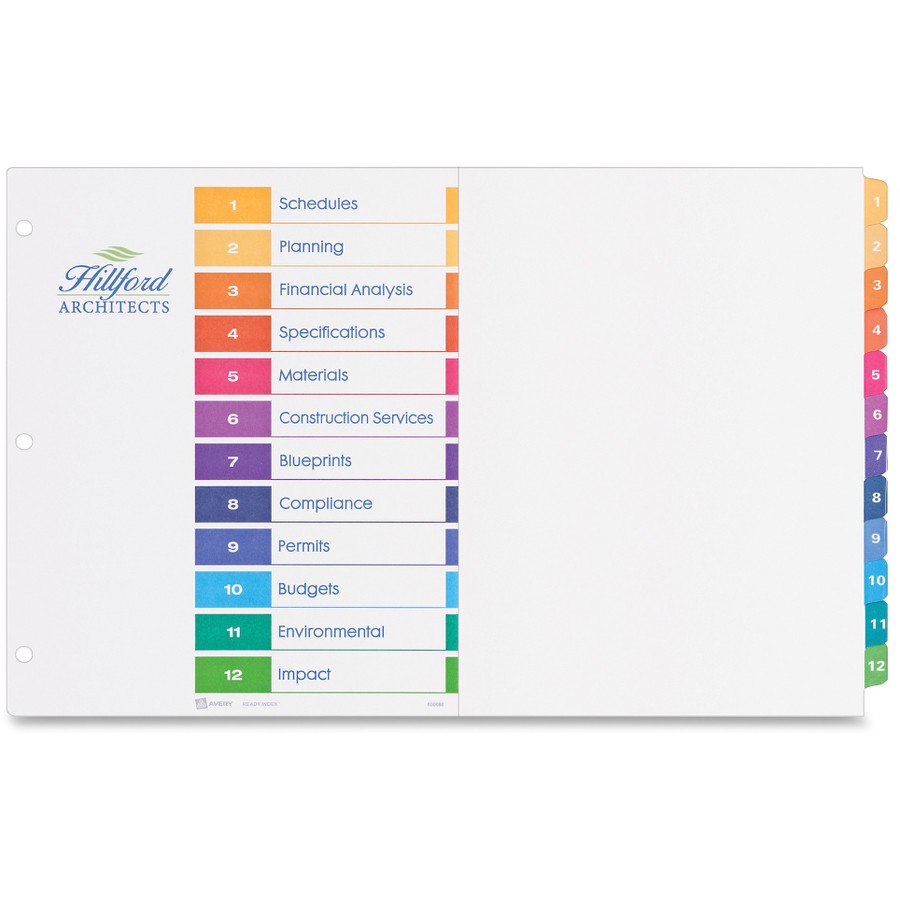 Hillford
ARCHITECTS
1 Schedules
2 Planning
3 Financial Analysis
4 Specifications
5 Materials
6 Construction Services
7 Blueprints
8 Compliance
9 Permits
10 Budgets
11 Environmental
12 Impact
AVERY READY INDEX™
1
2
3
4
5
6
7
8
9
10
11
12